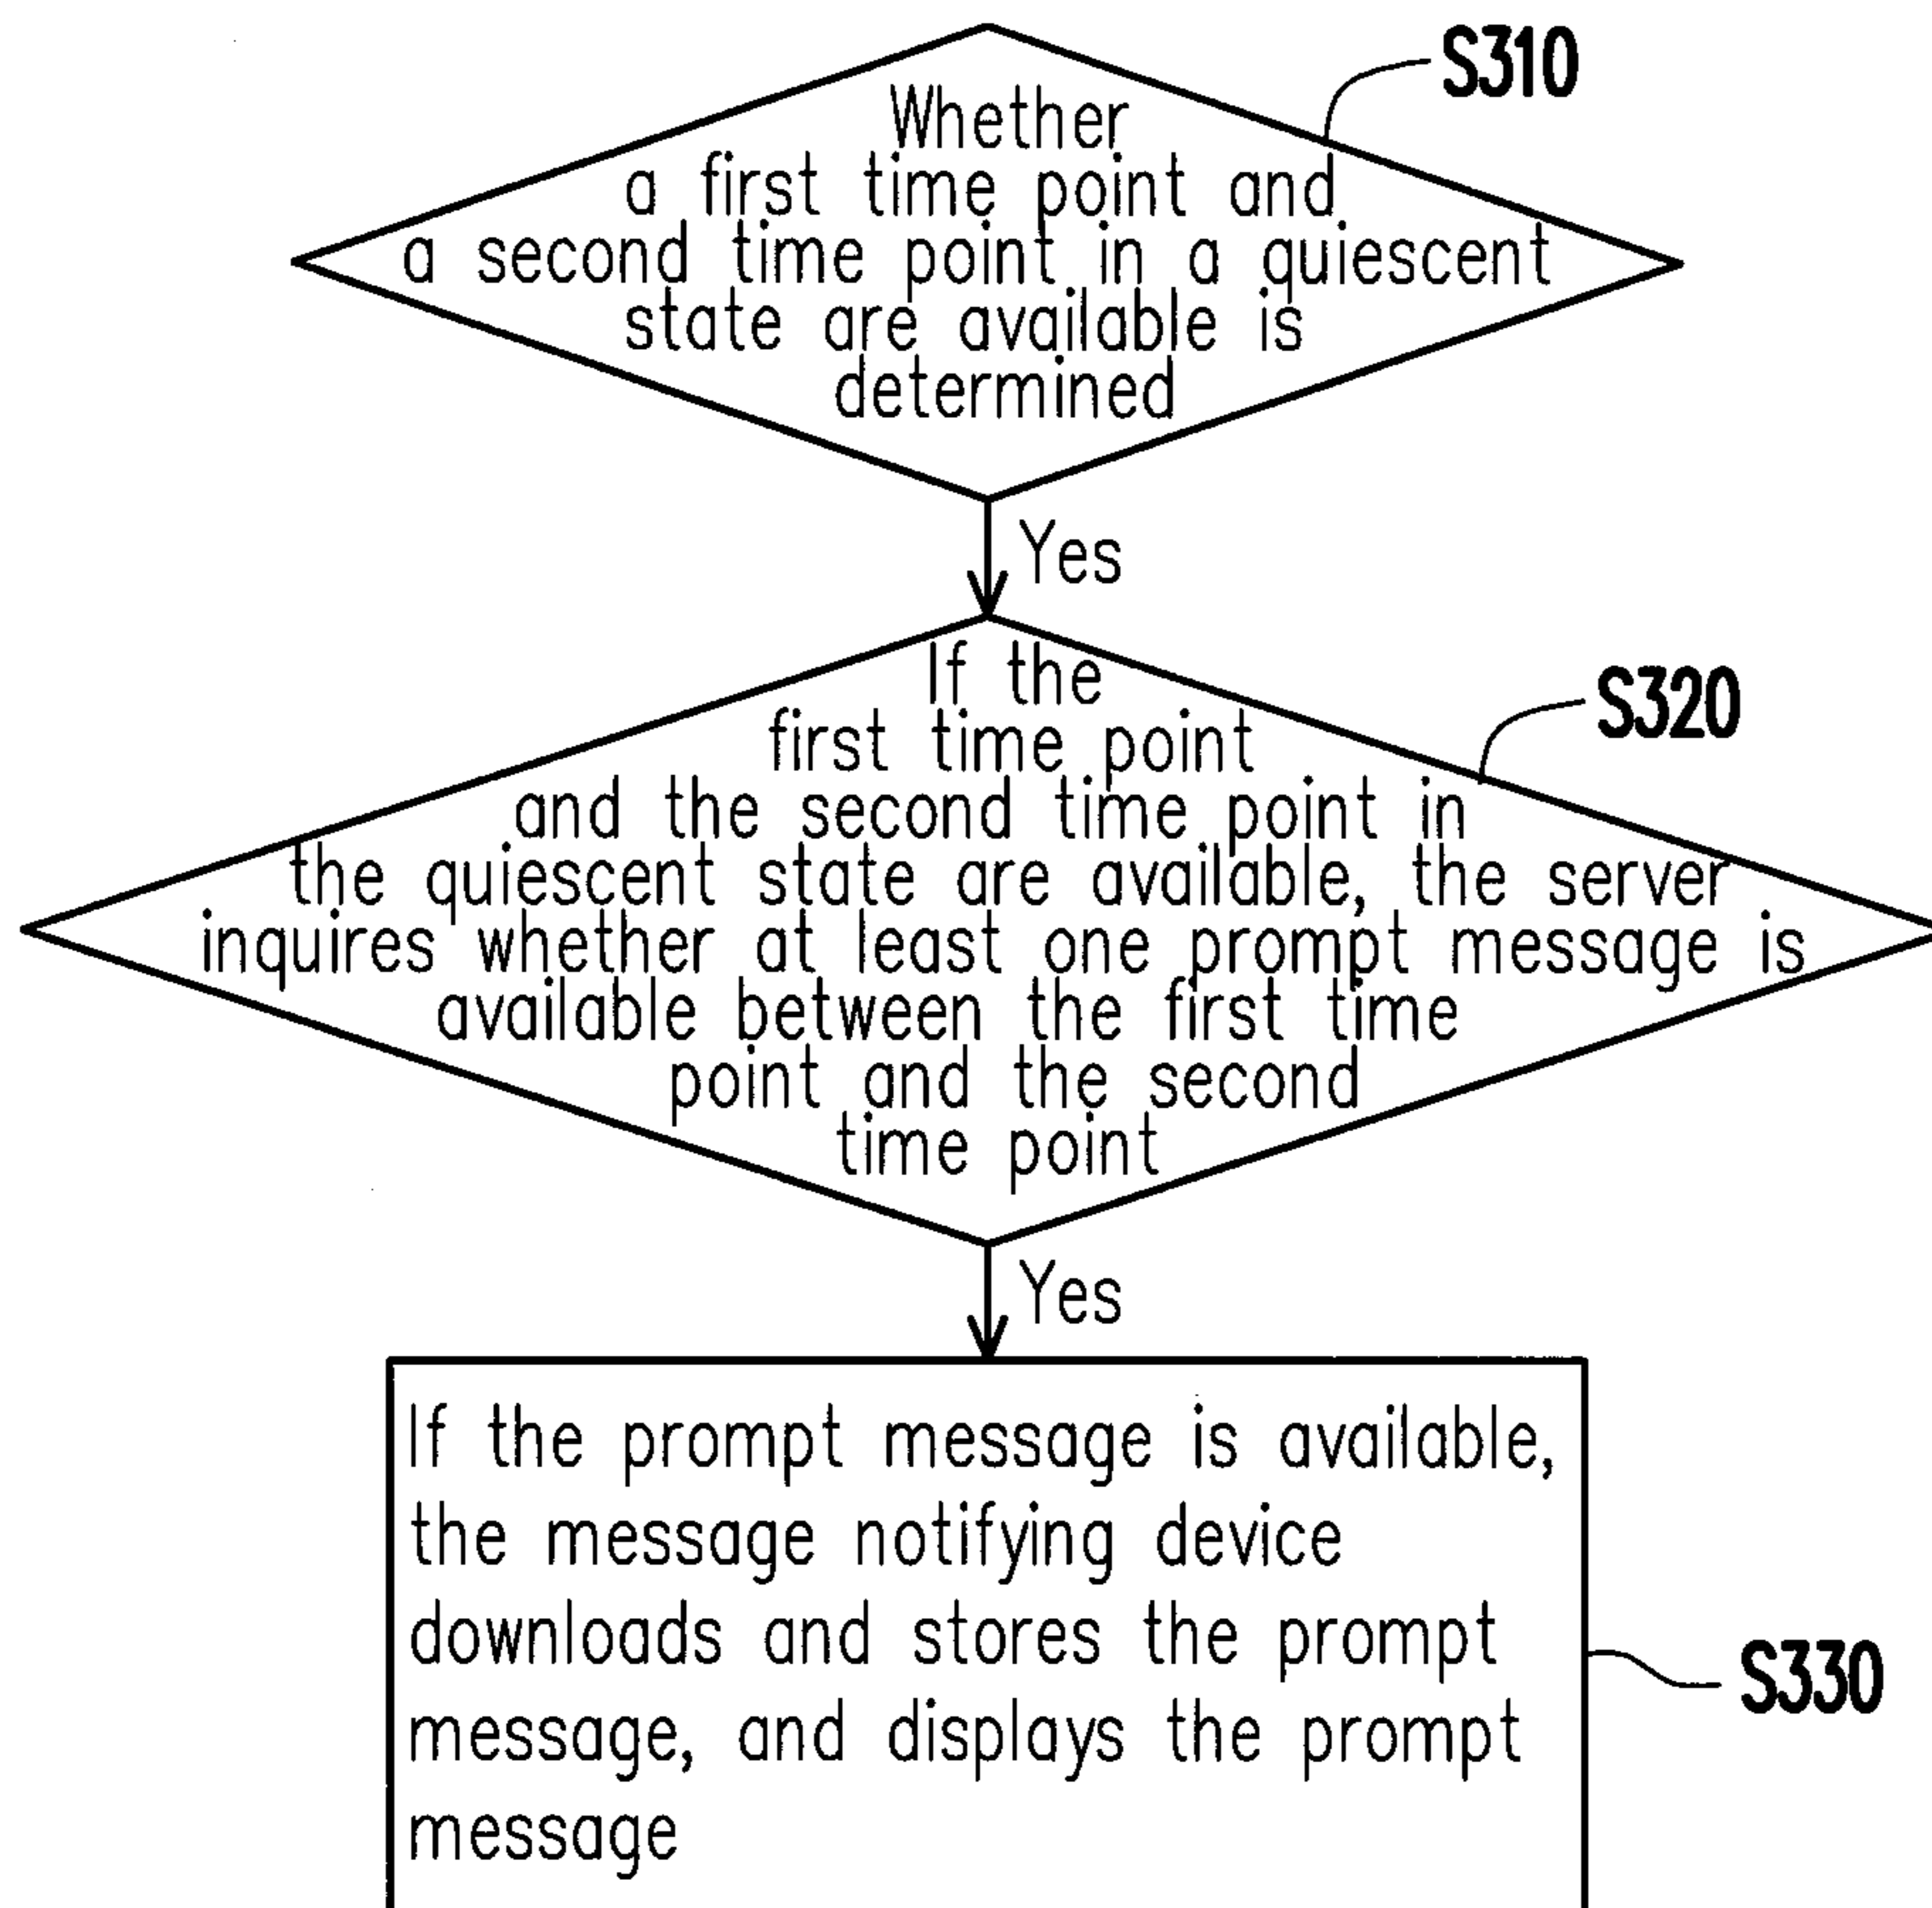 S310
Whether
a first time point and
a second time point in a quiescent
state are available is
determined
Yes
S320
If the
first time point
and the second time point in
the quiescent state are available, the server
inquires whether at least one prompt message is
available between the first time
point and the second
time point
Yes
If the prompt message is available,
the message notifying device
downloads and stores the prompt
message, and displays the prompt
message
S330